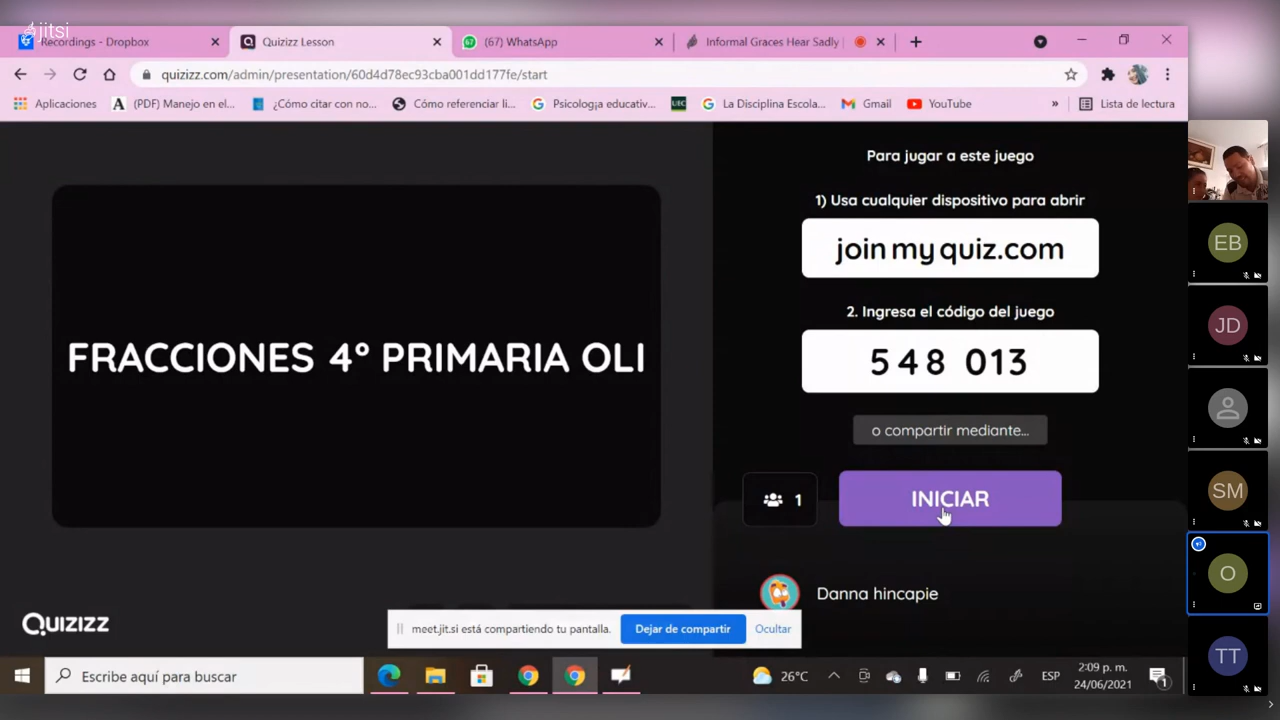 jitsi
Recordings - Dropbox
Quizizz Lesson
(67) WhatsApp
Informal Graces Hear Sadly |
quizizz.com/admin/presentation/60d4d78ec93cba001dd177fe/start
Aplicaciones
(PDF) Manejo en el...
¿Cómo citar con no...
Cómo referenciar li...
Psicolog¡a educativ...
UEC
La Disciplina Escola...
Gmail
YouTube
»
Lista de lectura
Para jugar a este juego
1) Usa cualquier dispositivo para abrir
joinmyquiz.com
2. Ingresa el código del juego
548 013
o compartir mediante...
1
INICIAR
Danna hincapie
FRACCIONES 4º PRIMARIA OLI
QUIZIZZ
meet.jit.si está compartiendo tu pantalla.
Dejar de compartir
Ocultar
Escribe aquí para buscar
26°C
ESP
2:09 p. m.
24/06/2021
1
EB
JD
SM
O
TT